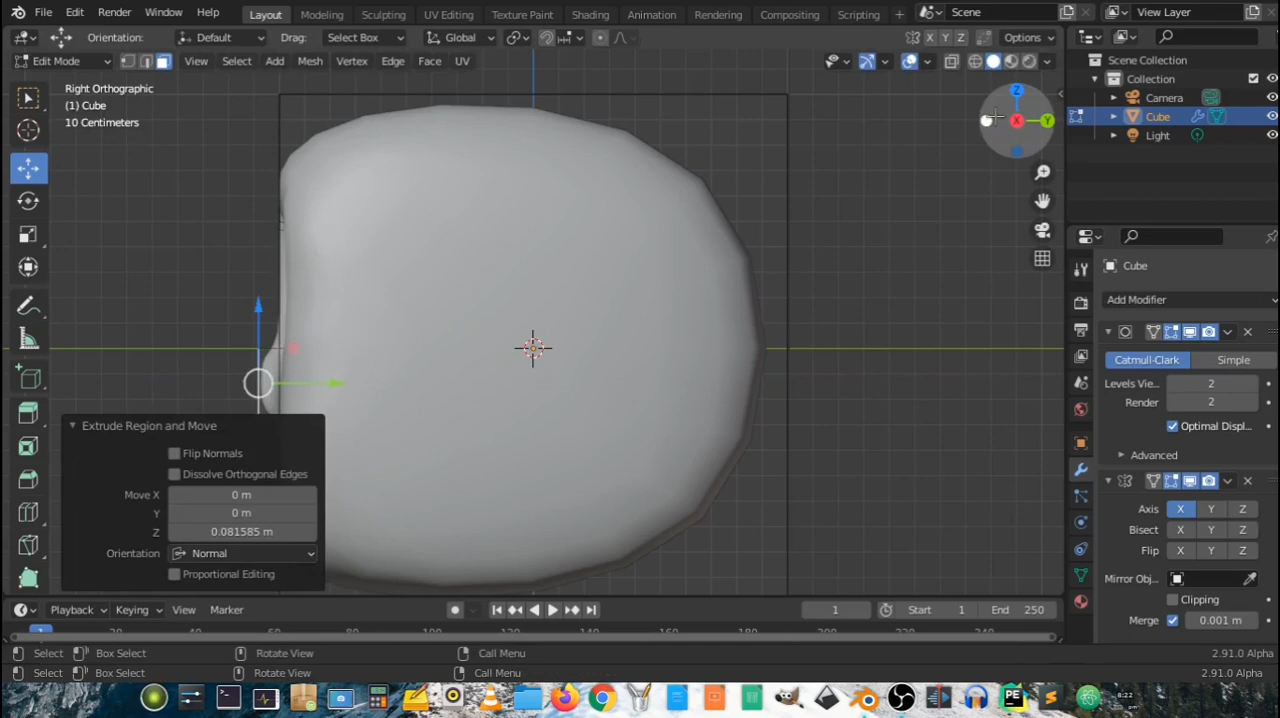 File Edit Render Window Help Layout Modeling Sculpting UV Editing Texture Paint Shading Animation Rendering Compositing Scripting + Scene View Layer
Orientation: Default Drag: Select Box Global X Y Z Options
Edit Mode View Select Add Mesh Vertex Edge Face UV
Right Orthographic
(1) Cube
10 Centimeters
Z
X
Y
Scene Collection
Collection
Camera
Cube
Light
Cube
Add Modifier
Catmull-Clark Simple
Levels Vie... 2
Render 2
Optimal Displ...
Advanced
Axis X Y Z
Bisect X Y Z
Flip X Y Z
Mirror Obj...
Clipping
Merge 0.001 m
Extrude Region and Move
Flip Normals
Dissolve Orthogonal Edges
Move X 0 m
Y 0 m
Z 0.081585 m
Orientation Normal
Proportional Editing
Playback Keying View Marker 1 Start 1 End 250
Select Box Select Rotate View Call Menu 2.91.0 Alpha
Select Box Select Rotate View Call Menu 2.91.0 Alpha
8:22
pm